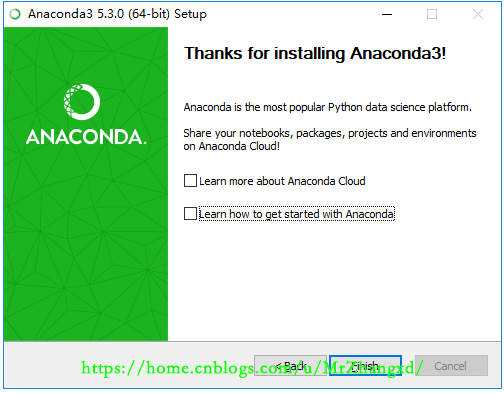 Anaconda3 5.3.0 (64-bit) Setup
Thanks for installing Anaconda3!
ANACONDA.
Anaconda is the most popular Python data science platform.
Share your notebooks, packages, projects and environments
on Anaconda Cloud!
Learn more about Anaconda Cloud
Learn how to get started with Anaconda
< Back Finish Cancel
https://home.cnblogs.com/u/MrZhangxd/